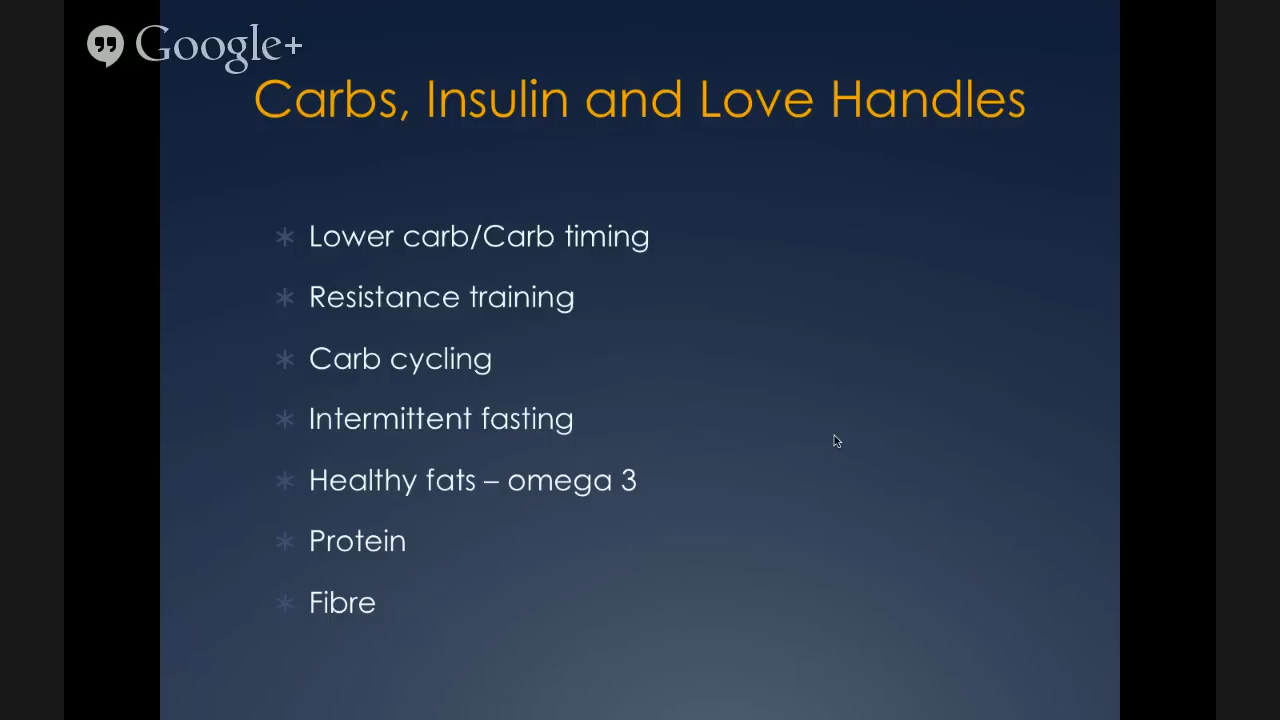 Google+
Carbs, Insulin and Love Handles
Lower carb/Carb timing
Resistance training
Carb cycling
Intermittent fasting
Healthy fats – omega 3
Protein
Fibre